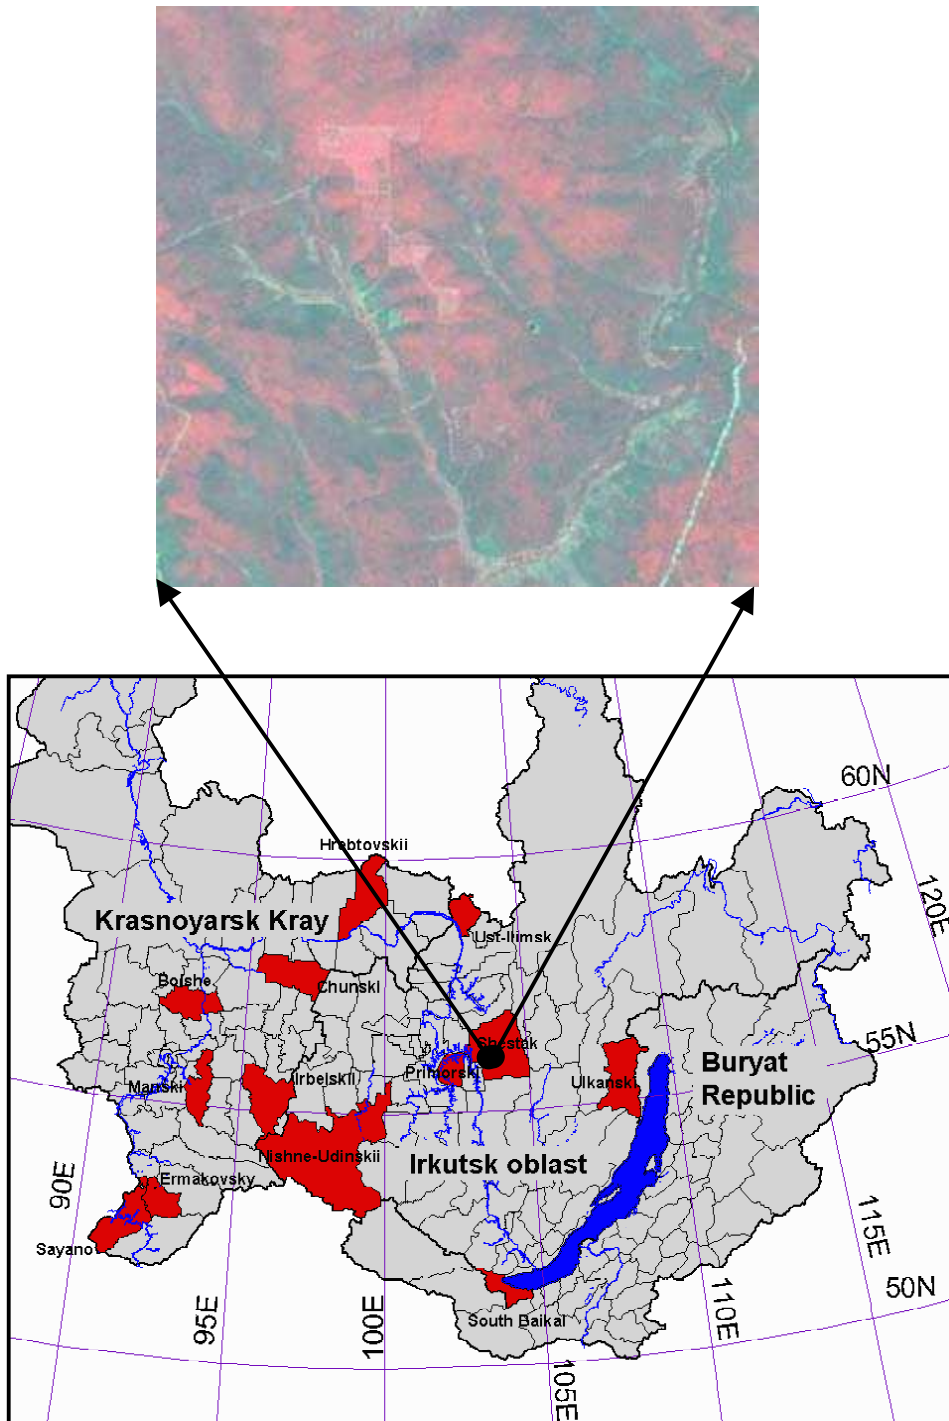 60N
Hrebtovskii
120E
Krasnoyarsk Kray
Ust-Ilimsk
Bolshe
Chunski
Shestak
55N
Buryat
Republic
Primorski
Manski
Irbelskii
Ulkanski
Nishne-Udinskii
Irkutsk oblast
Ermakovsky
90E
Sayano
115E
50N
95E
100E
South Baikal
110E
105E